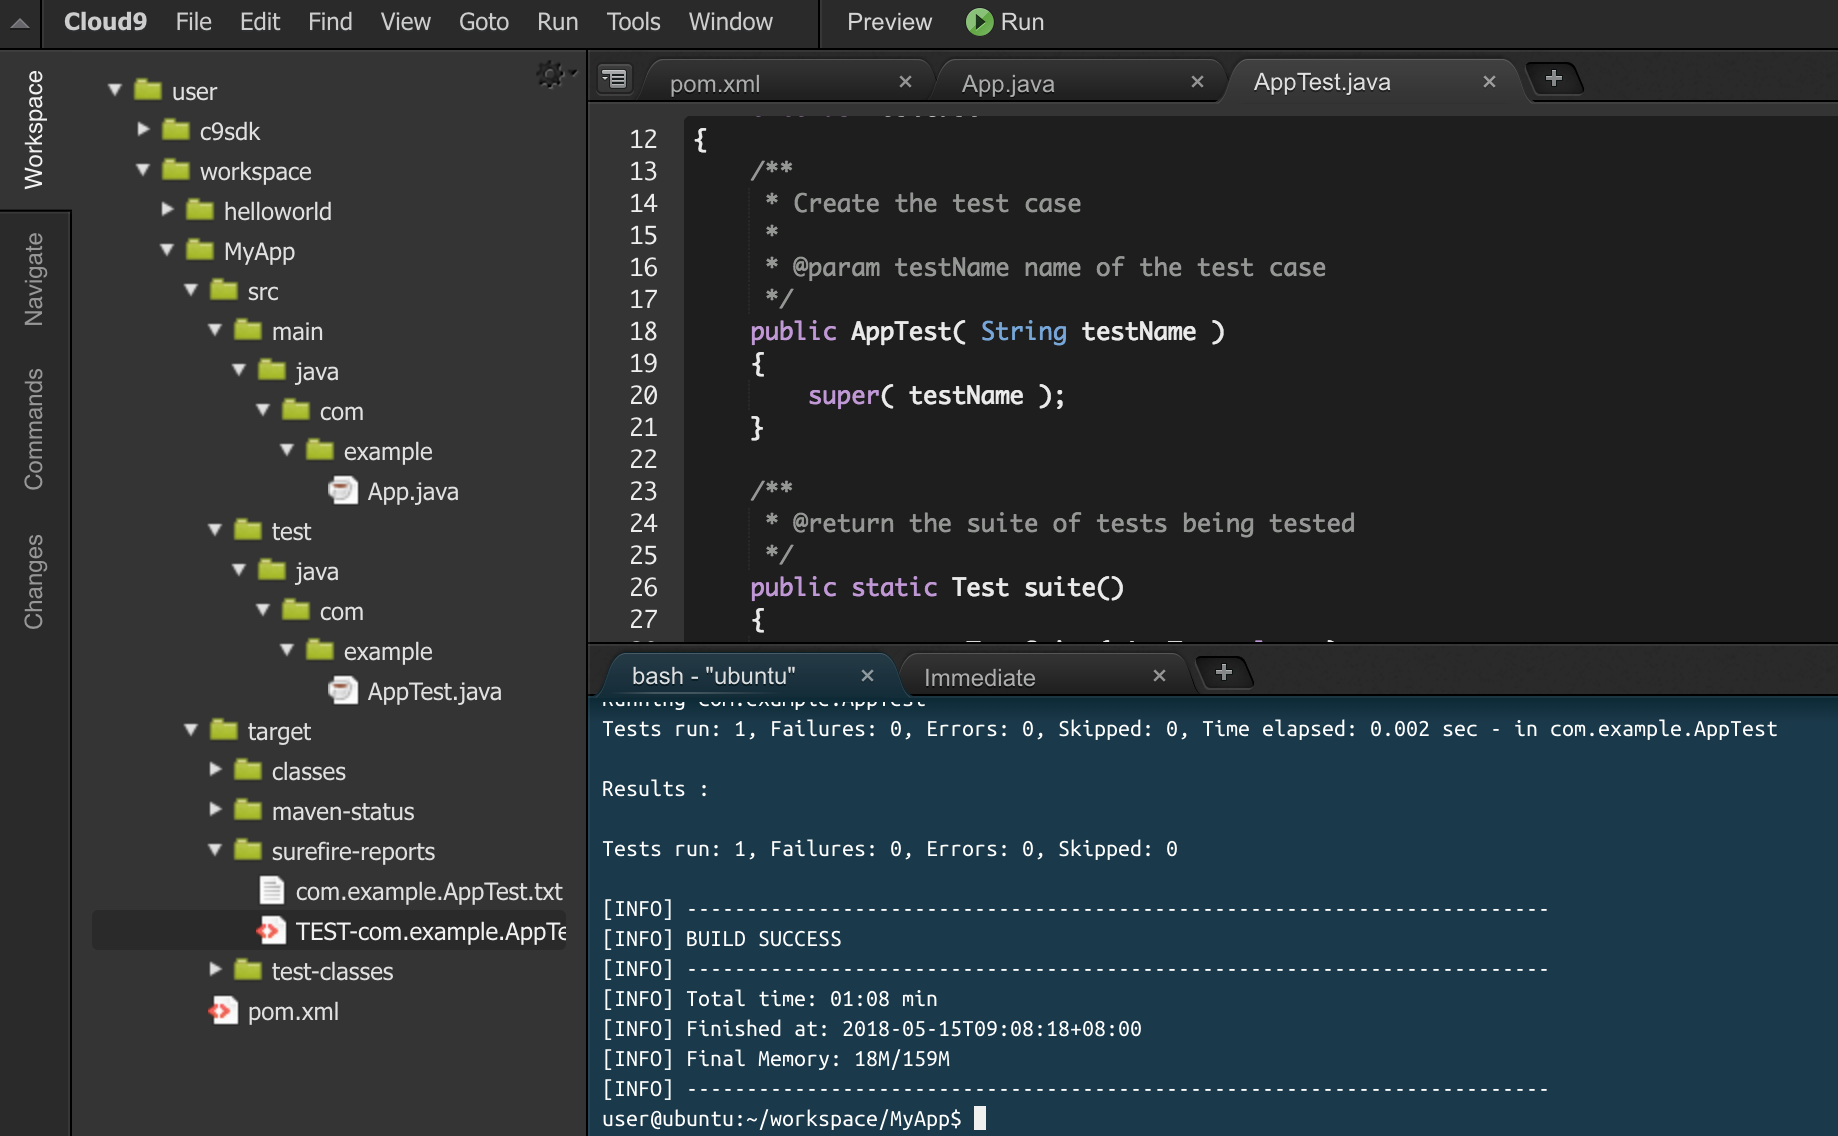 Cloud9 File Edit Find View Goto Run Tools Window Preview Run
Workspace
Navigate
Commands
Changes
user
c9sdk
workspace
helloworld
MyApp
src
main
java
com
example
App.java
test
java
com
example
AppTest.java
target
classes
maven-status
surefire-reports
com.example.AppTest.txt
TEST-com.example.AppTe
test-classes
pom.xml
pom.xml App.java AppTest.java
12 {
13 /**
14 * Create the test case
15 *
16 * @param testName name of the test case
17 */
18 public AppTest( String testName )
19 {
20 super( testName );
21 }
22
23 /**
24 * @return the suite of tests being tested
25 */
26 public static Test suite()
27 {
bash - "ubuntu" Immediate
Running com.example.AppTest
Tests run: 1, Failures: 0, Errors: 0, Skipped: 0, Time elapsed: 0.002 sec - in com.example.AppTest
Results :
Tests run: 1, Failures: 0, Errors: 0, Skipped: 0
[INFO] ------------------------------------------------------------------------
[INFO] BUILD SUCCESS
[INFO] ------------------------------------------------------------------------
[INFO] Total time: 01:08 min
[INFO] Finished at: 2018-05-15T09:08:18+08:00
[INFO] Final Memory: 18M/159M
[INFO] ------------------------------------------------------------------------
user@ubuntu:~/workspace/MyApp$